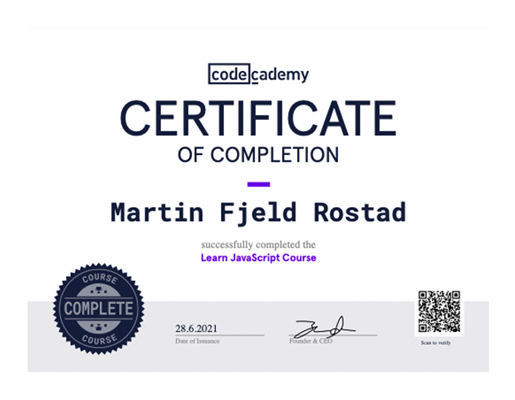 codecademy
CERTIFICATE
OF COMPLETION
Martin Fjeld Rostad
successfully completed the
Learn JavaScript Course
COURSE
COMPLETE
COURSE
28.6.2021
Date of Issuance
Founder & CEO
Scan to verify